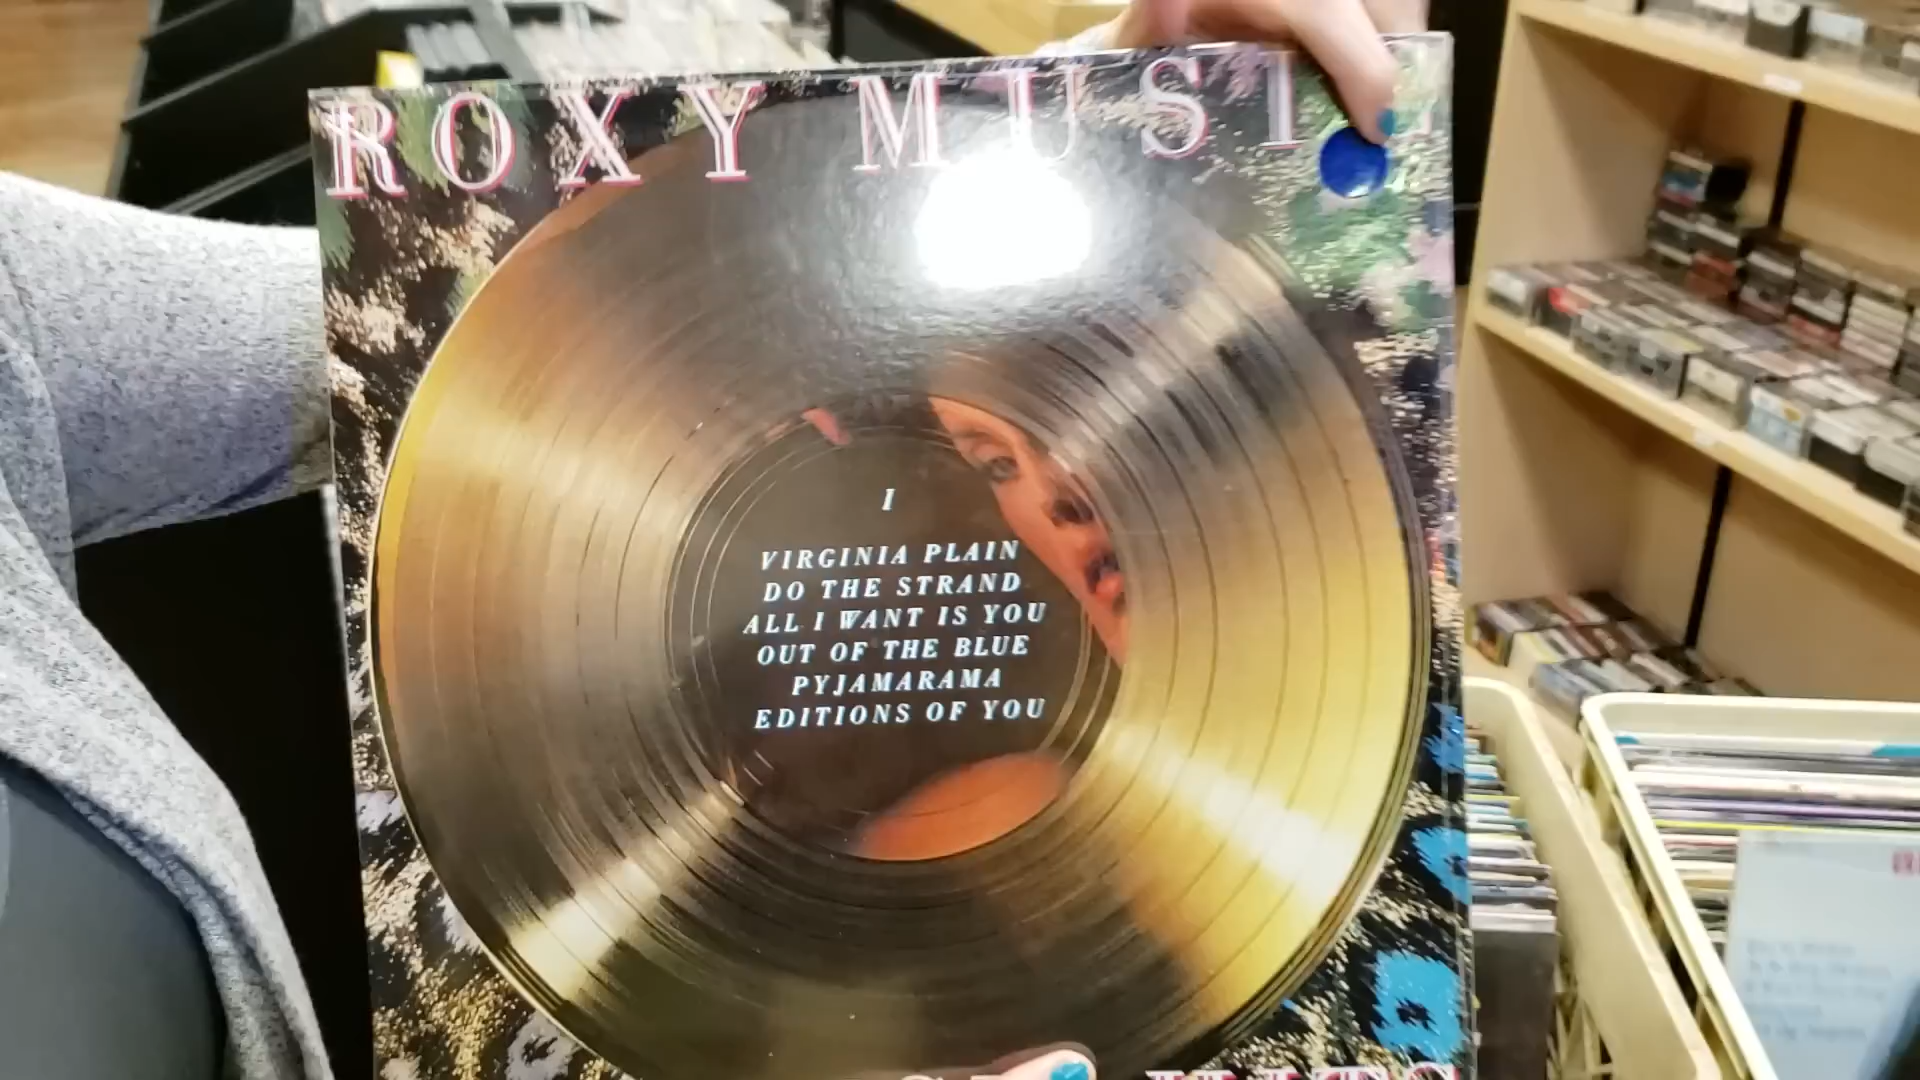 ROXY MUSI
I
VIRGINIA PLAIN
DO THE STRAND
ALL I WANT IS YOU
OUT OF THE BLUE
PYJAMARAMA
EDITIONS OF YOU